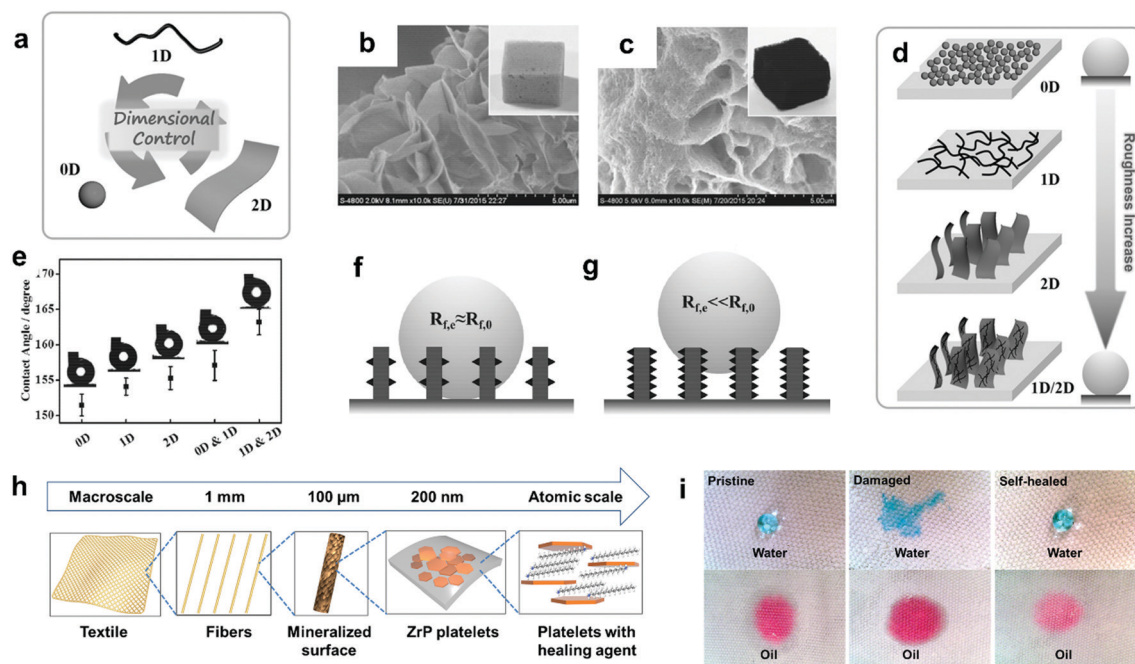 a
1D
Dimensional
Control
0D
2D
b
S-4800 2.0kV 8.1mm x10.0k SE(U) 7/31/2015 22:27
5.00um
c
S-4800 5.0kV 6.0mm x10.0k SE(M) 7/20/2015 20:24
5.00um
d
0D
1D
2D
1D/2D
Roughness Increase
e
Contact Angle / degree
170
165
160
155
150
0D
1D
2D
0D & 1D
1D & 2D
f
Rf,e≈Rf,0
g
Rf,e<<Rf,0
h
Macroscale
1 mm
100 μm
200 nm
Atomic scale
Textile
Fibers
Mineralized
surface
ZrP platelets
Platelets with
healing agent
i
Pristine
Damaged
Self-healed
Water
Water
Water
Oil
Oil
Oil